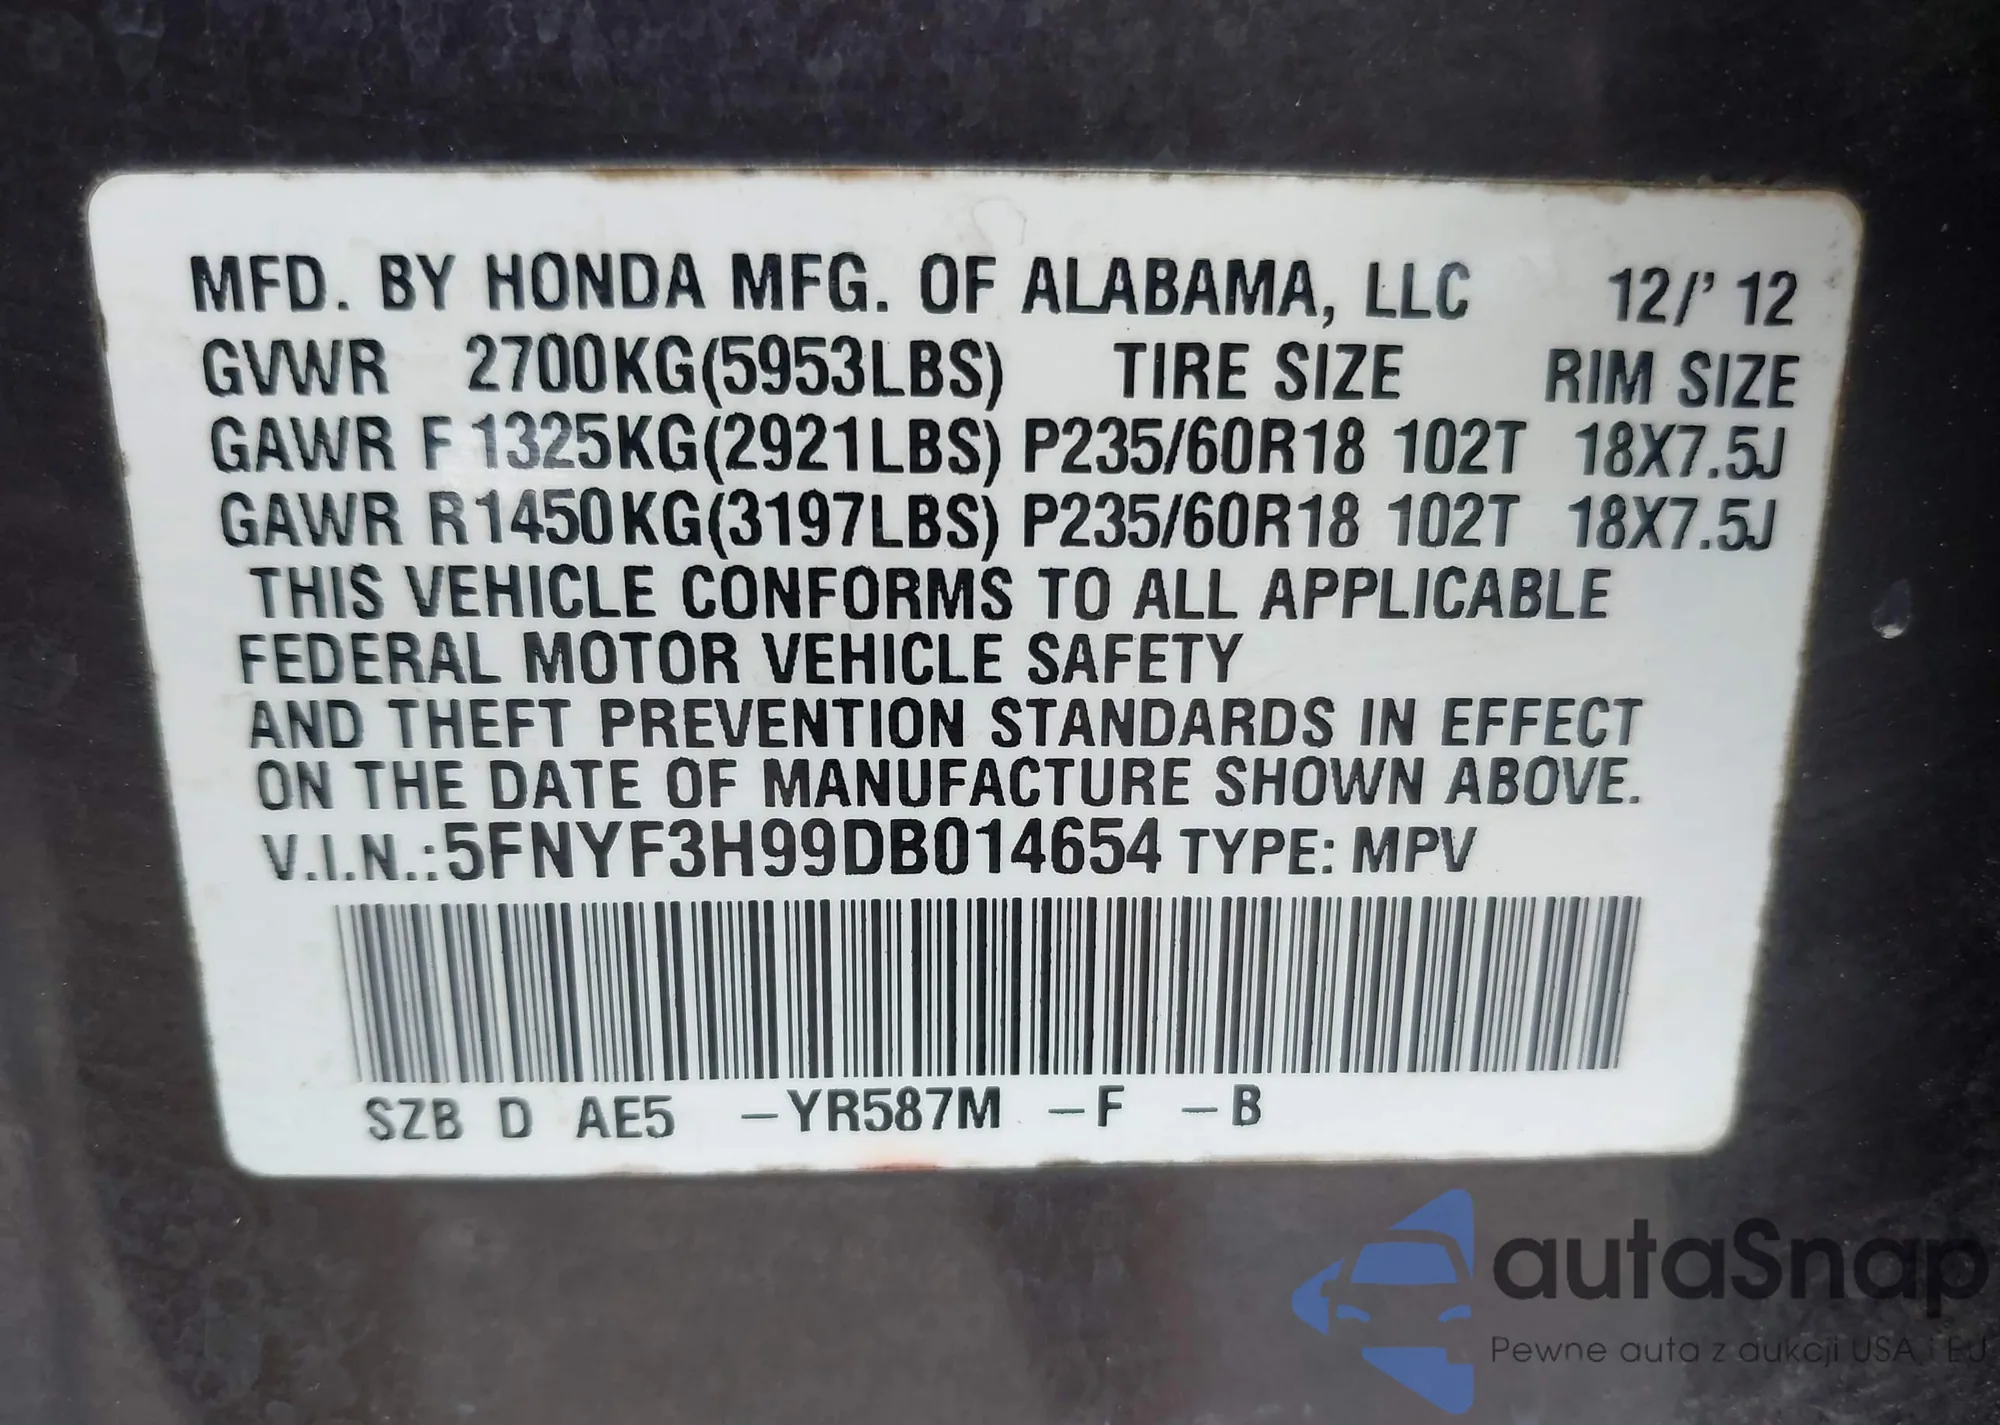 MFD. BY HONDA MFG. OF ALABAMA, LLC 12/'12
GVWR 2700KG(5953LBS) TIRE SIZE RIM SIZE
GAWR F 1325KG(2921LBS) P235/60R18 102T 18X7.5J
GAWR R1450KG(3197LBS) P235/60R18 102T 18X7.5J
THIS VEHICLE CONFORMS TO ALL APPLICABLE
FEDERAL MOTOR VEHICLE SAFETY
AND THEFT PREVENTION STANDARDS IN EFFECT
ON THE DATE OF MANUFACTURE SHOWN ABOVE.
V.I.N.:5FNYF3H99DB014654 TYPE: MPV
SZB D AE5 –YR587M –F –B
autaSnap
Pewne auta z aukcji USA i EU